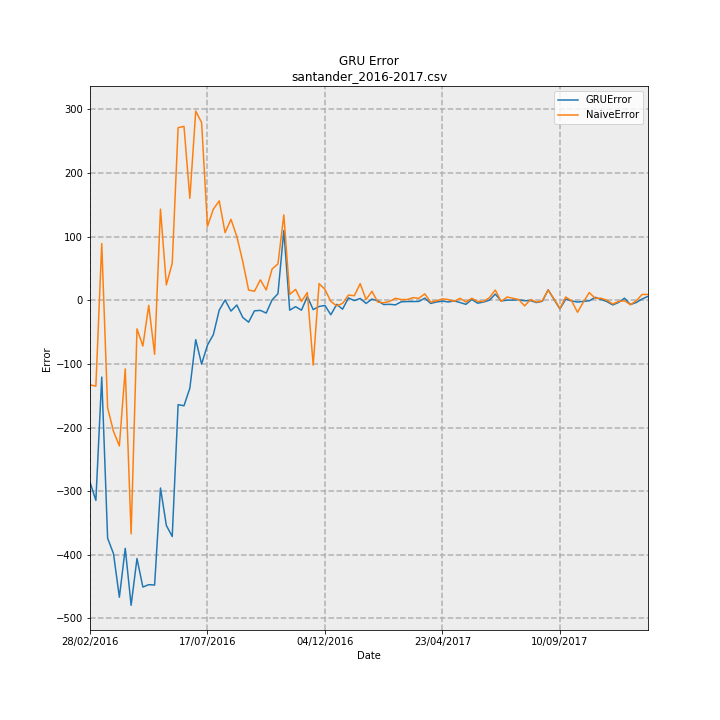 GRU Error
santander_2016-2017.csv
GRUError
NaiveError
300
200
100
0
−100
−200
−300
−400
−500
Error
28/02/2016 17/07/2016 04/12/2016 23/04/2017 10/09/2017
Date